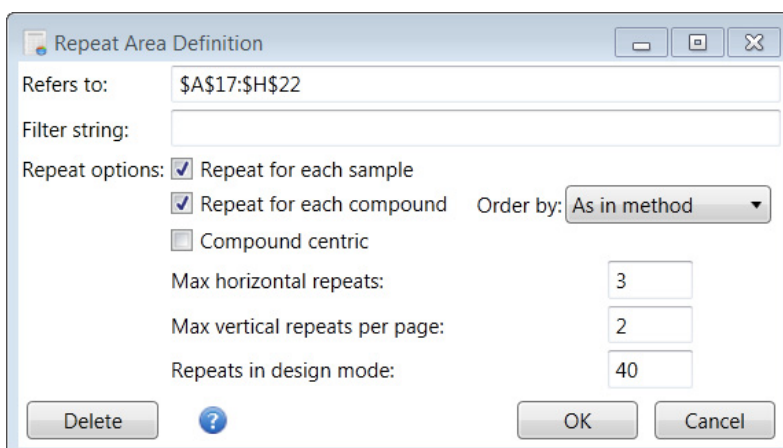 Repeat Area Definition
Refers to: $A$17:$H$22
Filter string:
Repeat options: Repeat for each sample
Repeat for each compound Order by: As in method
Compound centric
Max horizontal repeats: 3
Max vertical repeats per page: 2
Repeats in design mode: 40
Delete ? OK Cancel